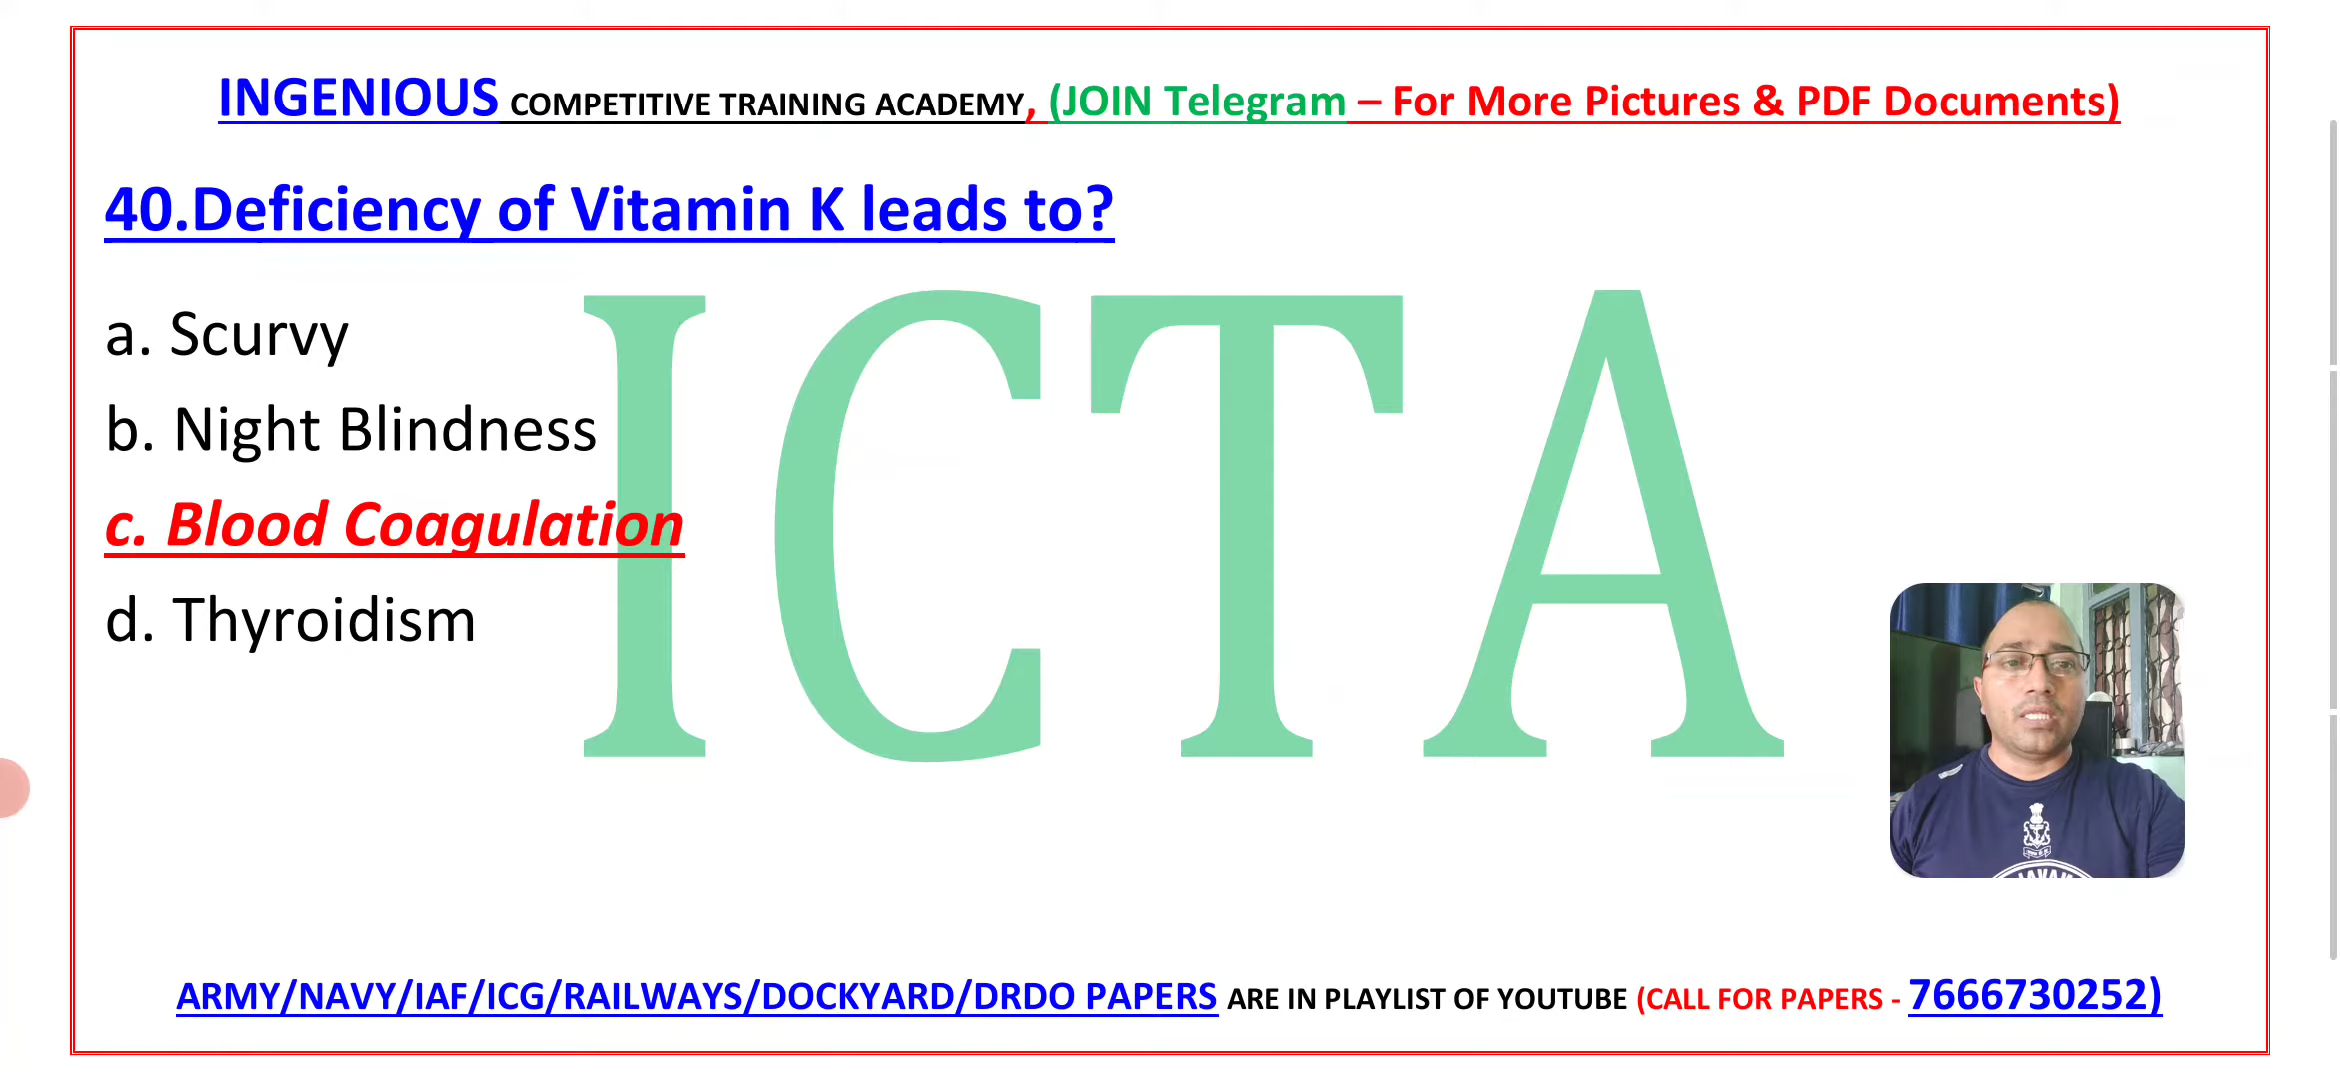 INGENIOUS COMPETITIVE TRAINING ACADEMY, (JOIN Telegram – For More Pictures & PDF Documents)
40.Deficiency of Vitamin K leads to?
a. Scurvy
b. Night Blindness
c. Blood Coagulation
d. Thyroidism
ICTA
ARMY/NAVY/IAF/ICG/RAILWAYS/DOCKYARD/DRDO PAPERS ARE IN PLAYLIST OF YOUTUBE (CALL FOR PAPERS - 7666730252)